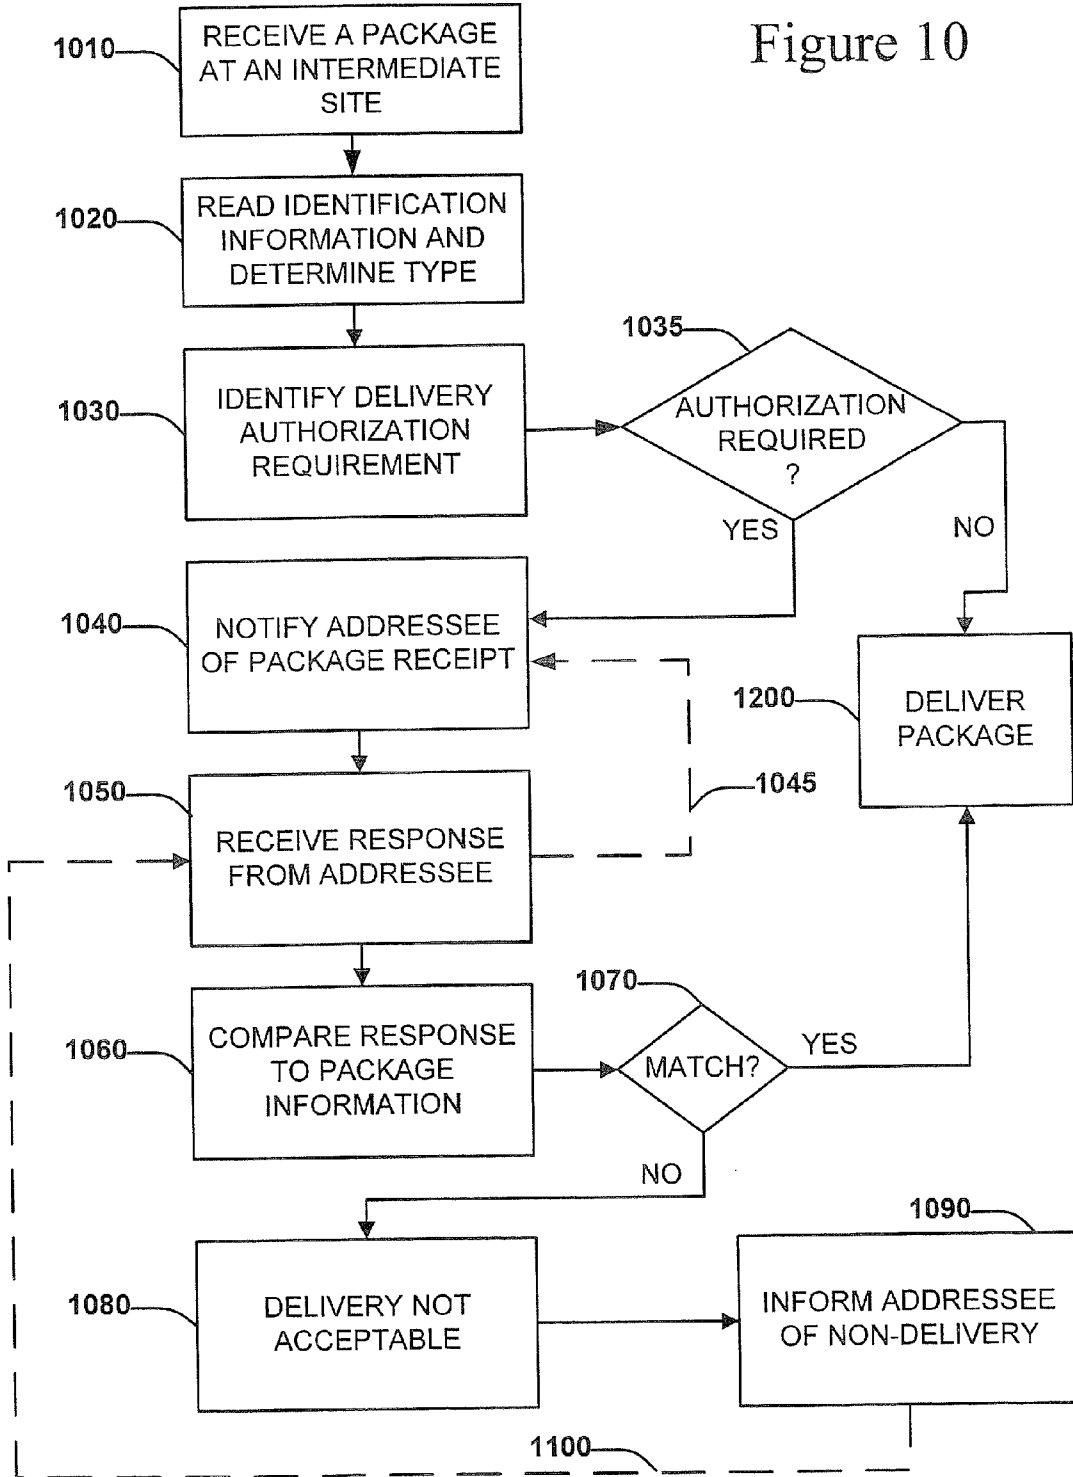 Figure 10
1010
RECEIVE A PACKAGE
AT AN INTERMEDIATE
SITE
1020
READ IDENTIFICATION
INFORMATION AND
DETERMINE TYPE
1030
IDENTIFY DELIVERY
AUTHORIZATION
REQUIREMENT
1035
AUTHORIZATION
REQUIRED
?
YES
NO
1040
NOTIFY ADDRESSEE
OF PACKAGE RECEIPT
1200
DELIVER
PACKAGE
1045
1050
RECEIVE RESPONSE
FROM ADDRESSEE
1060
COMPARE RESPONSE
TO PACKAGE
INFORMATION
1070
MATCH?
YES
NO
1080
DELIVERY NOT
ACCEPTABLE
1090
INFORM ADDRESSEE
OF NON-DELIVERY
1100